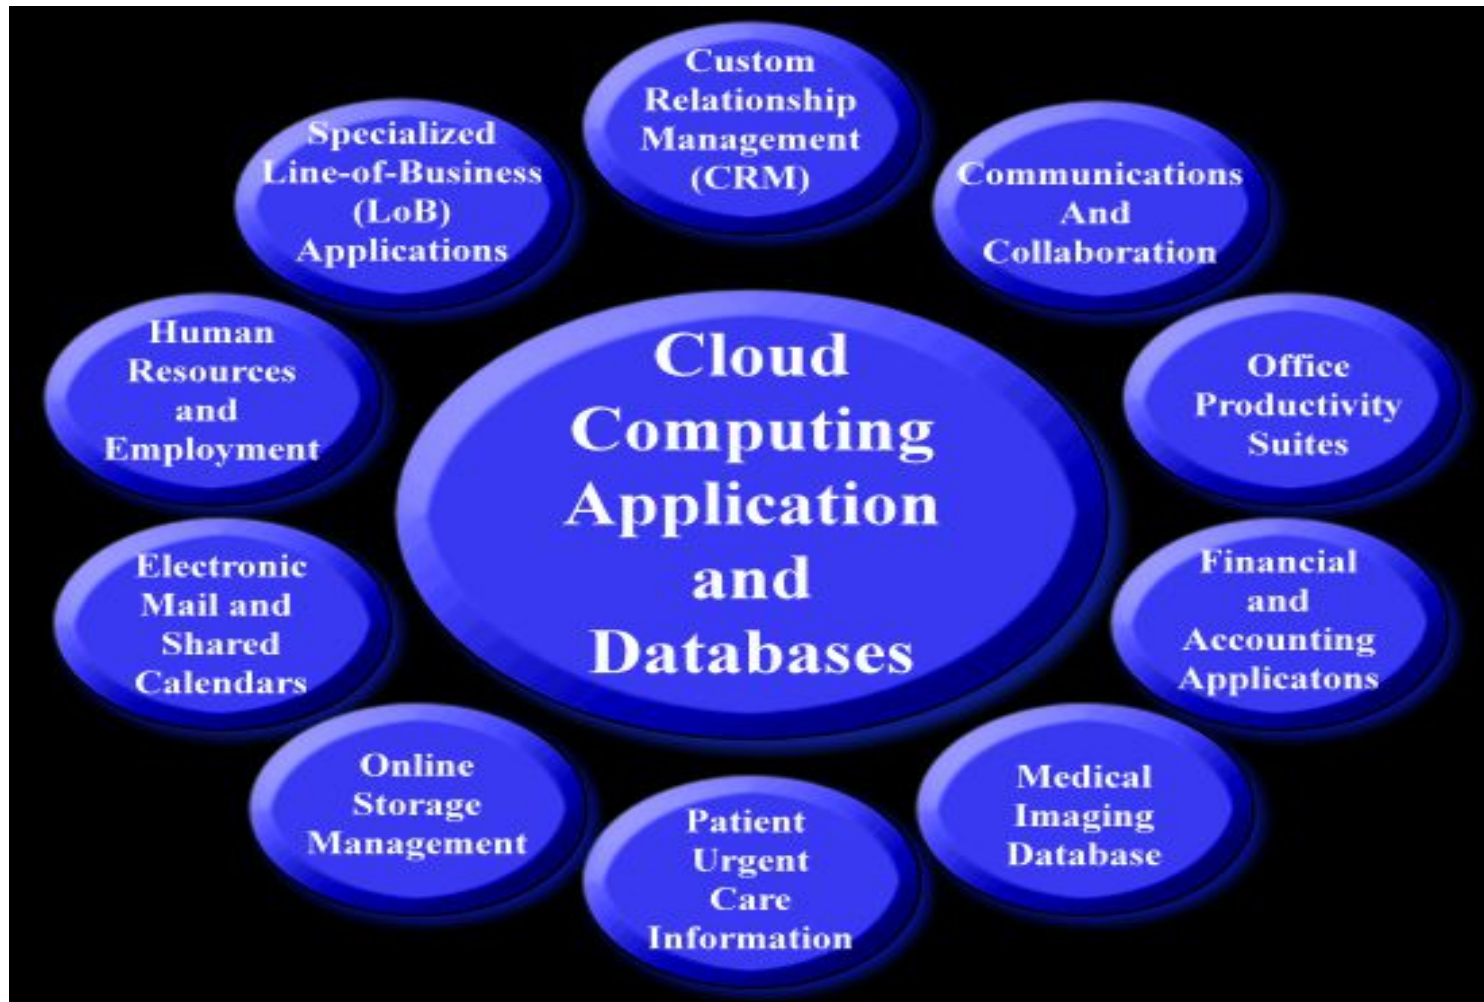 Custom
Relationship
Management
(CRM)
Specialized
Line-of-Business
(LoB)
Applications
Communications
And
Collaboration
Human
Resources
and
Employment
Cloud
Computing
Application
and
Databases
Office
Productivity
Suites
Electronic
Mail and
Shared
Calendars
Financial
and
Accounting
Applicatons
Online
Storage
Management
Patient
Urgent
Care
Information
Medical
Imaging
Database